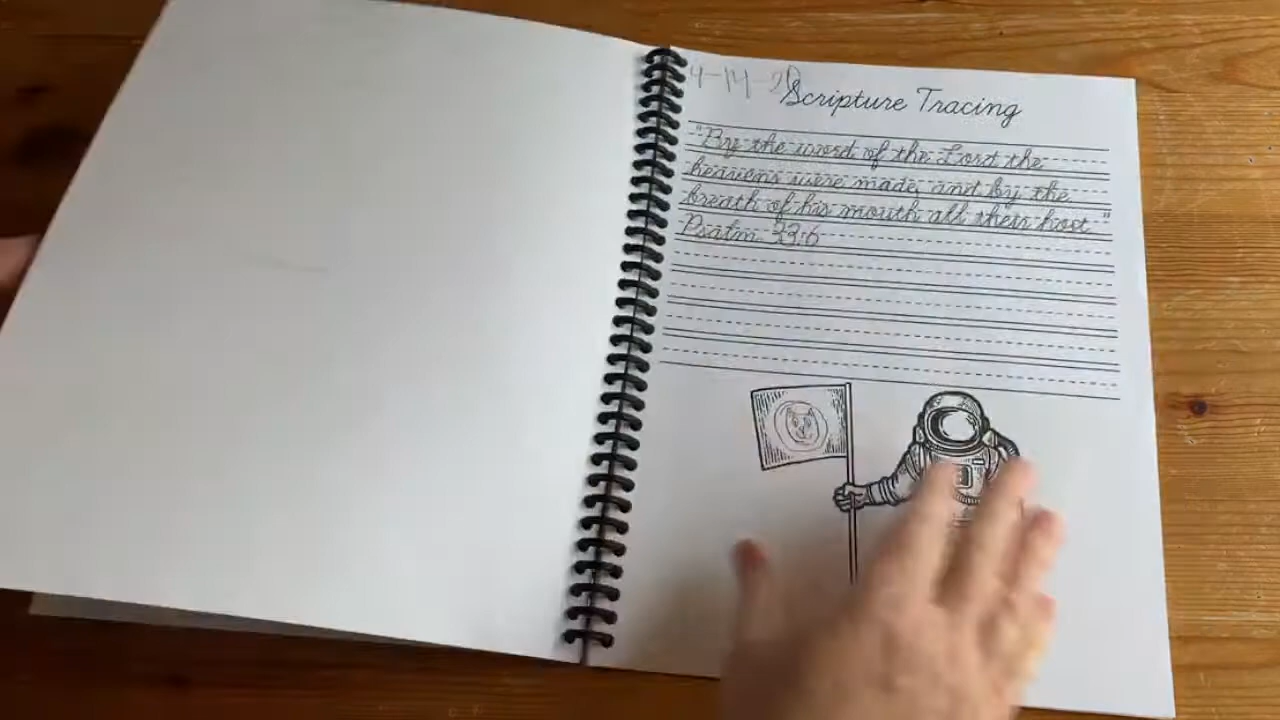 4-14-2
Scripture Tracing
"By the word of the Lord the
heavens were made, and by the
breath of his mouth all their host."
Psalm 33:6